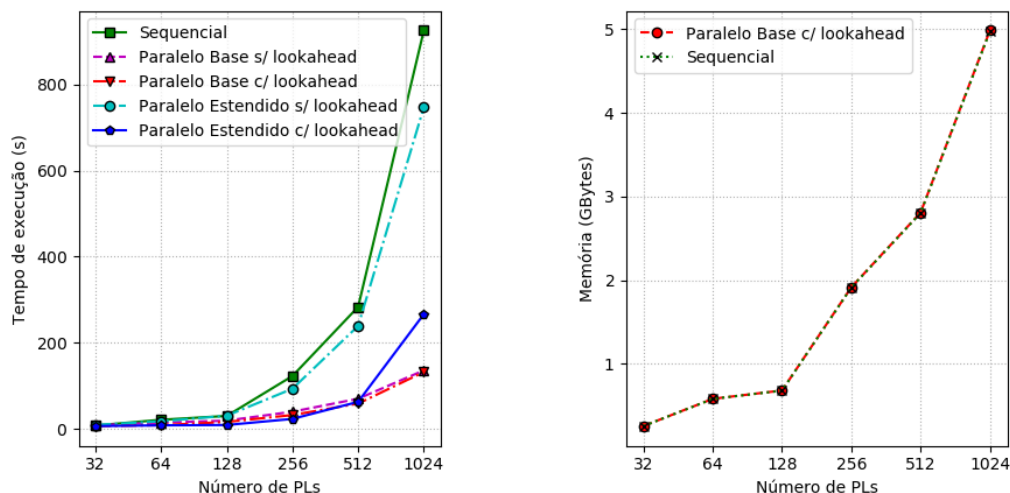 Sequencial
Paralelo Base s/ lookahead
Paralelo Base c/ lookahead
Paralelo Estendido s/ lookahead
Paralelo Estendido c/ lookahead
Tempo de execução (s)
800
600
400
200
0
32 64 128 256 512 1024
Número de PLs
Paralelo Base c/ lookahead
Sequencial
Memória (GBytes)
5
4
3
2
1
32 64 128 256 512 1024
Número de PLs